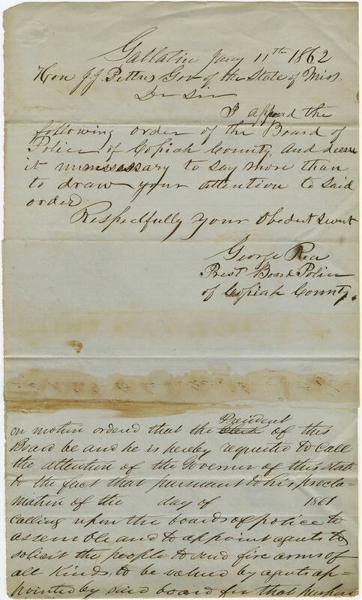 Gallatin Jany 11th 1862
Hon J.J. Pettus Gov of the State of Miss.
Dr Sir
I append the
following order of the Board of
Police of Copiah County, and deem
it unnessessary to say more than
to draw your attention to said
order
Respectfully your Obedent Servt
George Rea
Prest Board Police
of Copiah County.
on motion ordered that the President Clerk of this
Board be and he is hereby requested to call
the attention of the Governor of this State
to the fact that pursuant to his procla-
mation of the day of 1861
calling upon the boards of police to
assemble and to appoint agents to
solicit the people to send fire arms of
all Kinds to be valued by agents ap-
pointed by said board for that purpose